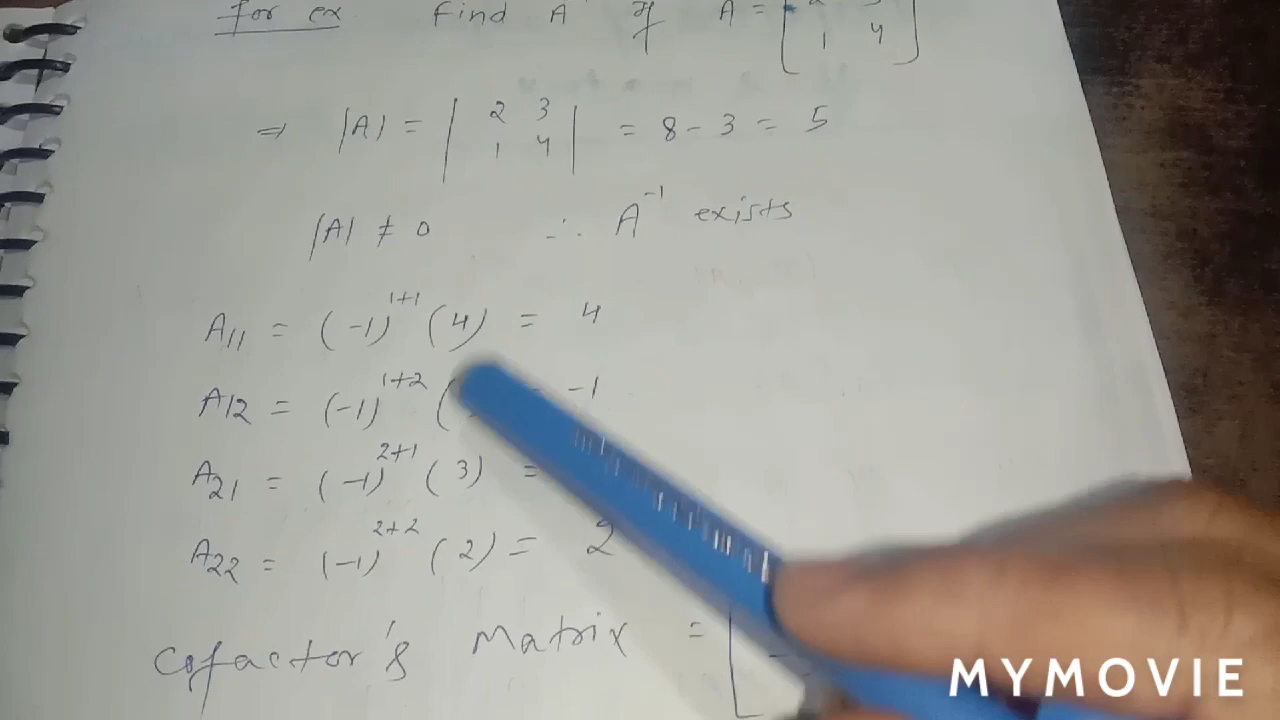 for ex Find A if A = [ 3
1 4 ]
⇒ |A| = | 2 3 | = 8 - 3 = 5
1 4
|A| ≠ 0 ∴ A⁻¹ exists
A₁₁ = (-1)¹⁺¹ (4) = 4
A₁₂ = (-1)¹⁺² ( = -1
A₂₁ = (-1)²⁺¹ (3) =
A₂₂ = (-1)²⁺² (2) = 2
Cofactor's Matrix = [
MYMOVIE